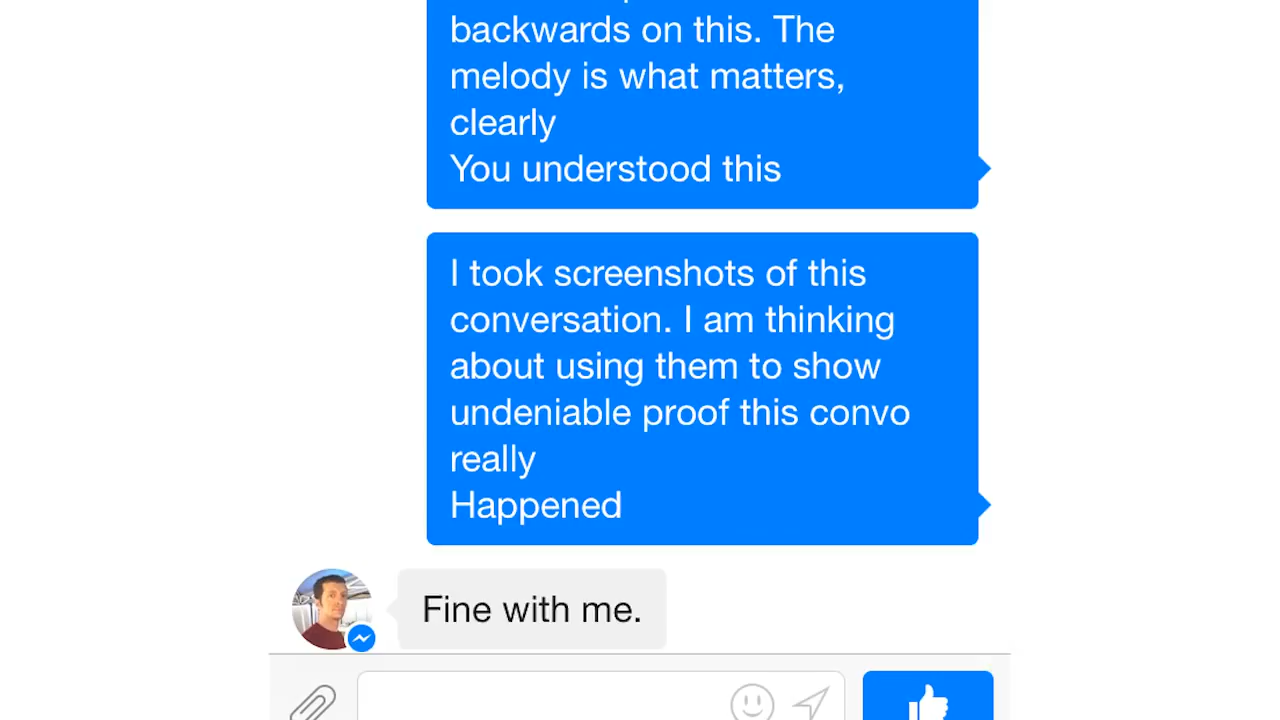 backwards on this. The
melody is what matters,
clearly
You understood this
I took screenshots of this
conversation. I am thinking
about using them to show
undeniable proof this convo
really
Happened
Fine with me.